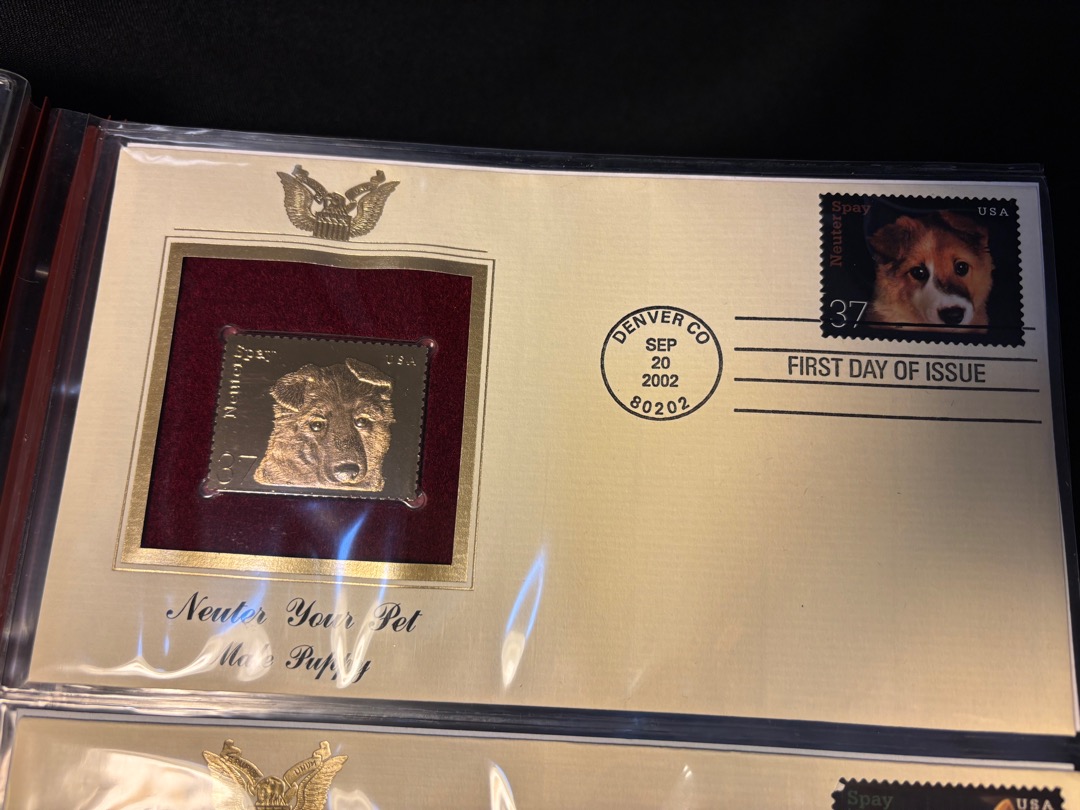 Spay
Neuter
USA
37
Neuter Your Pet
Male Puppy
DENVER CO
SEP
20
2002
80202
Spay
Neuter
USA
37
FIRST DAY OF ISSUE
Spay
USA